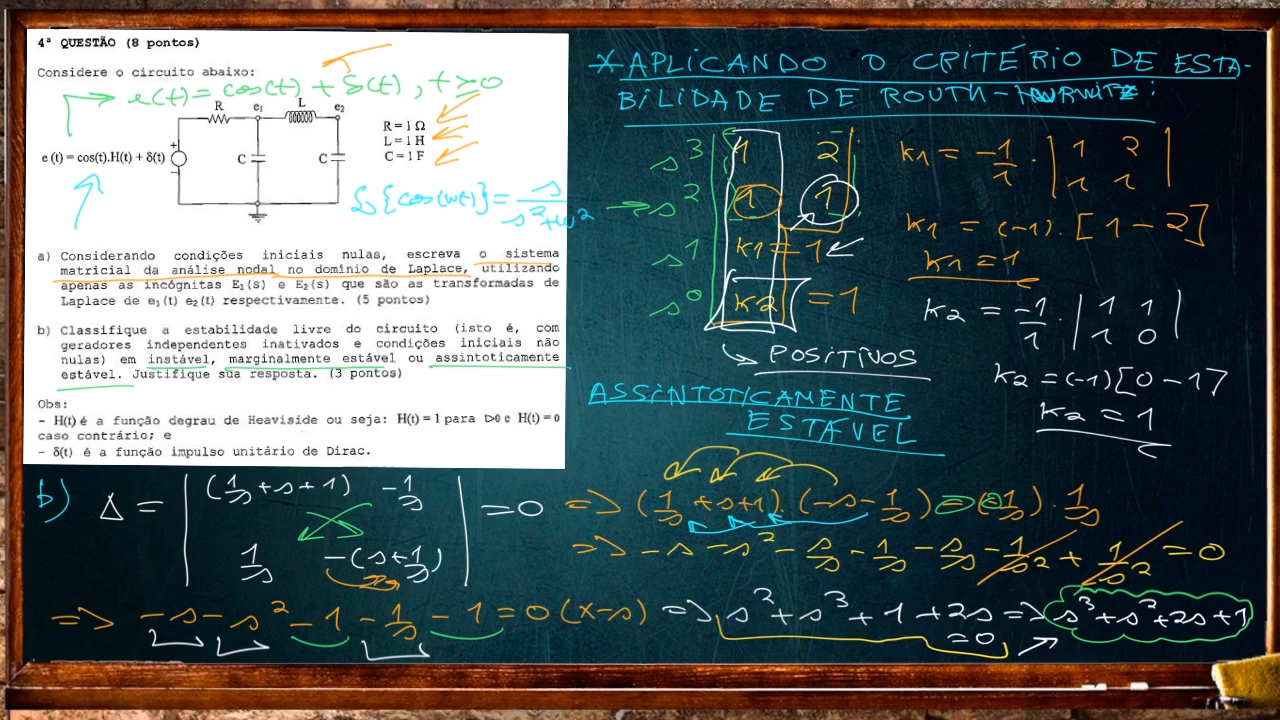 4ª QUESTÃO (8 pontos)
Considere o circuito abaixo:
e(t) = cos(t) + δ(t), t ≥ 0
R e₁ L e₂
R = 1 Ω
L = 1 H
C = 1 F
+
e (t) = cos(t).H(t) + δ(t)
-
C C
ℒ{cos(wt)} = s/(s²+w²)
a) Considerando condições iniciais nulas, escreva o sistema
matricial da análise nodal no domínio de Laplace, utilizando
apenas as incógnitas E₁(s) e E₂(s) que são as transformadas de
Laplace de e₁(t) e₂(t) respectivamente. (5 pontos)
b) Classifique a estabilidade livre do circuito (isto é, com
geradores independentes inativados e condições iniciais não
nulas) em instável, marginalmente estável ou assintoticamente
estável. Justifique sua resposta. (3 pontos)
Obs:
- H(t) é a função degrau de Heaviside ou seja: H(t) = 1 para t>0 e H(t) = 0
caso contrário; e
- δ(t) é a função impulso unitário de Dirac.
*APLICANDO O CRITÉRIO DE ESTA-
BILIDADE DE ROUTH-HURWITZ:
s³ 1 2
s² 1 1
s¹ k1 = 1
s⁰ k2 = 1
POSITIVOS
ASSINTOTICAMENTE
ESTÁVEL
k1 = -1/1 . |1 2|
|1 1|
k1 = (-1).[1-2]
k1 = 1
k2 = -1/1 . |1 1|
|1 0|
k2 = (-1)[0-1]
k2 = 1
b) Δ = |(1/s+s+1) -1/s| = 0
|1/s -(s+1/s)|
=> (1/s+s+1).(-s-1/s) = (-1/s).1/s
=> -s-s²-s/s-1/s-s/s-1/s²+1/s² = 0
=> -s-s²-1-1/s-1 = 0 (x-s) => s²+s³+1+2s = 0 => s³+s²+2s+1